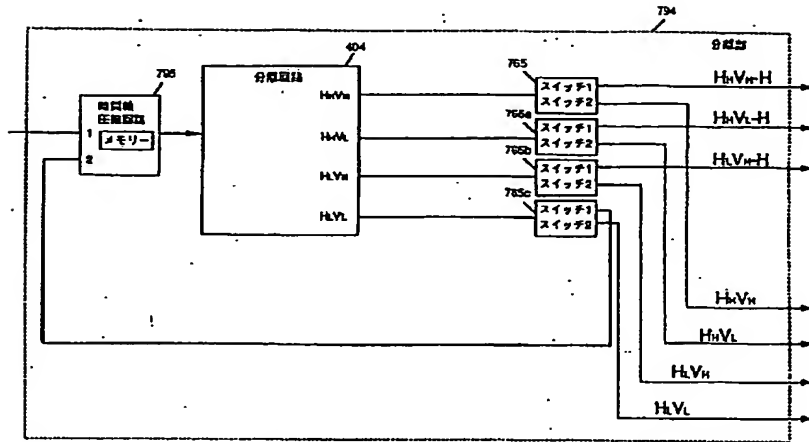 794
分離部
795
時間軸
圧縮回路
メモリー
1
2
404
分離回路
HHVH
HHVL
HLVH
HLVL
765
スイッチ1
スイッチ2
765a
スイッチ1
スイッチ2
765b
スイッチ1
スイッチ2
765c
スイッチ1
スイッチ2
HHVH-H
HHVL-H
HLVH-H
HHVH
HHVL
HLVH
HLVL